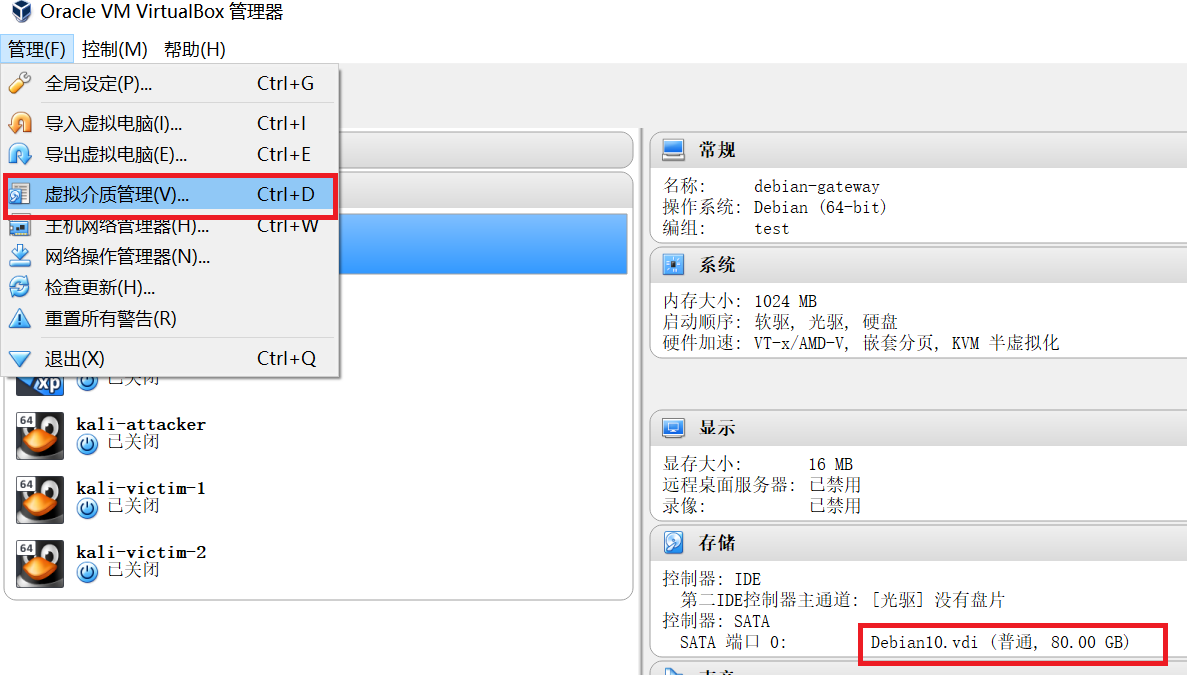 Oracle VM VirtualBox 管理器
管理(F) 控制(M) 帮助(H)
全局设定(P)... Ctrl+G
导入虚拟电脑(I)... Ctrl+I
导出虚拟电脑(E)... Ctrl+E
虚拟介质管理(V)... Ctrl+D
主机网络管理器(H)... Ctrl+W
网络操作管理器(N)...
检查更新(H)...
重置所有警告(R)
退出(X) Ctrl+Q
xp 已关闭
64 kali-attacker
已关闭
64 kali-victim-1
已关闭
64 kali-victim-2
已关闭
常规
名称: debian-gateway
操作系统: Debian (64-bit)
编组: test
系统
内存大小: 1024 MB
启动顺序: 软驱, 光驱, 硬盘
硬件加速: VT-x/AMD-V, 嵌套分页, KVM 半虚拟化
显示
显存大小: 16 MB
远程桌面服务器: 已禁用
录像: 已禁用
存储
控制器: IDE
第二IDE控制器主通道: [光驱] 没有盘片
控制器: SATA
SATA 端口 0: Debian10.vdi (普通, 80.00 GB)